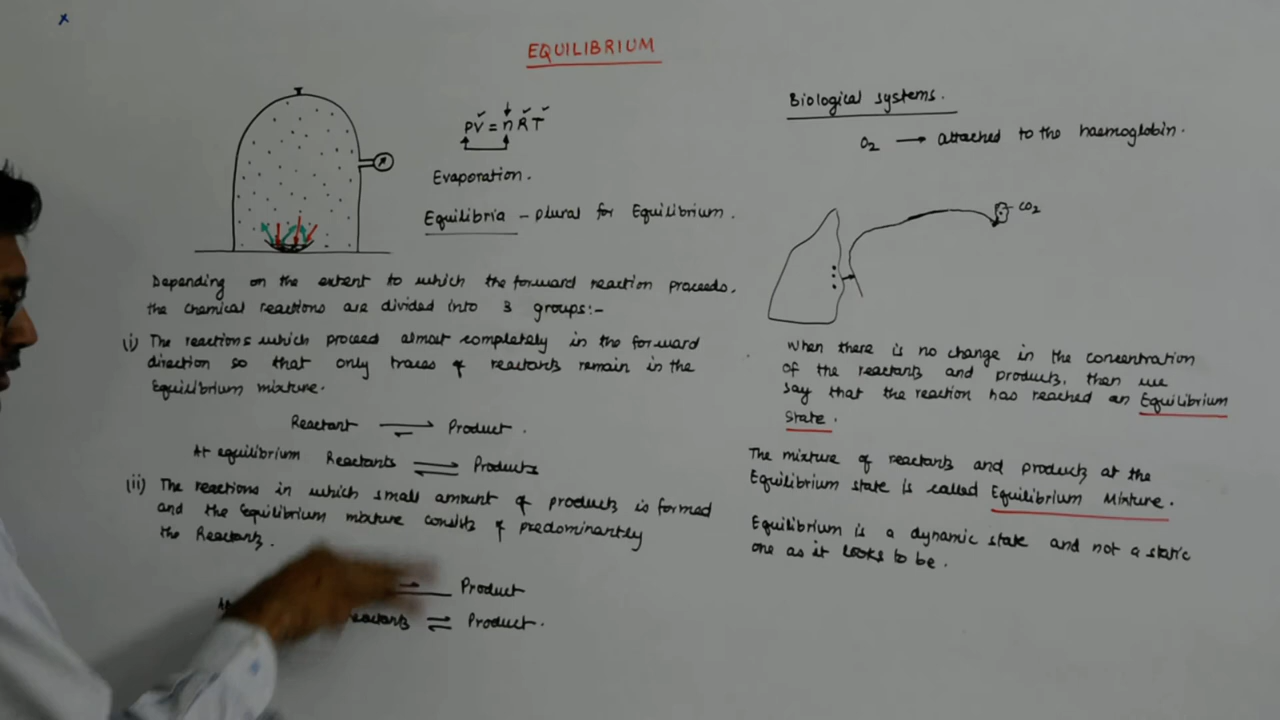 x
EQUILIBRIUM
PV = nRT
Evaporation.
Equilibria - plural for Equilibrium.
Depending on the extent to which the forward reaction proceeds,
the chemical reactions are divided into 3 groups:-
(i) The reactions which proceed almost completely in the forward
direction so that only traces of reactants remain in the
Equilibrium mixture.
Reactant ⇌ Product.
At equilibrium Reactants ⇌ Products
(ii) The reactions in which small amount of products is formed
and the Equilibrium mixture consists of predominantly
the Reactants.
Product
At Reactants ⇌ Product.
Biological systems.
O2 → attached to the haemoglobin.
CO2
When there is no change in the concentration
of the reactants and products, then we
say that the reaction has reached an Equilibrium
State.
The mixture of reactants and products at the
Equilibrium state is called Equilibrium Mixture.
Equilibrium is a dynamic state and not a static
one as it looks to be.